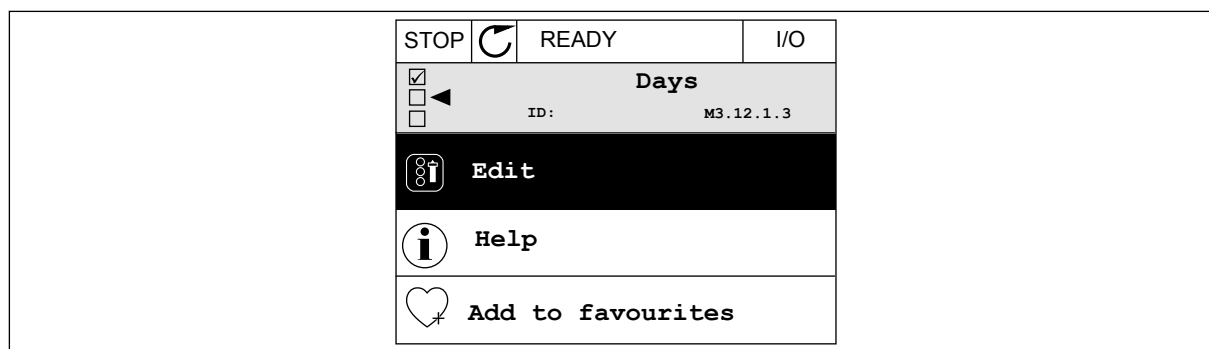 STOP READY I/O
Days
ID: M3.12.1.3
Edit
Help
Add to favourites